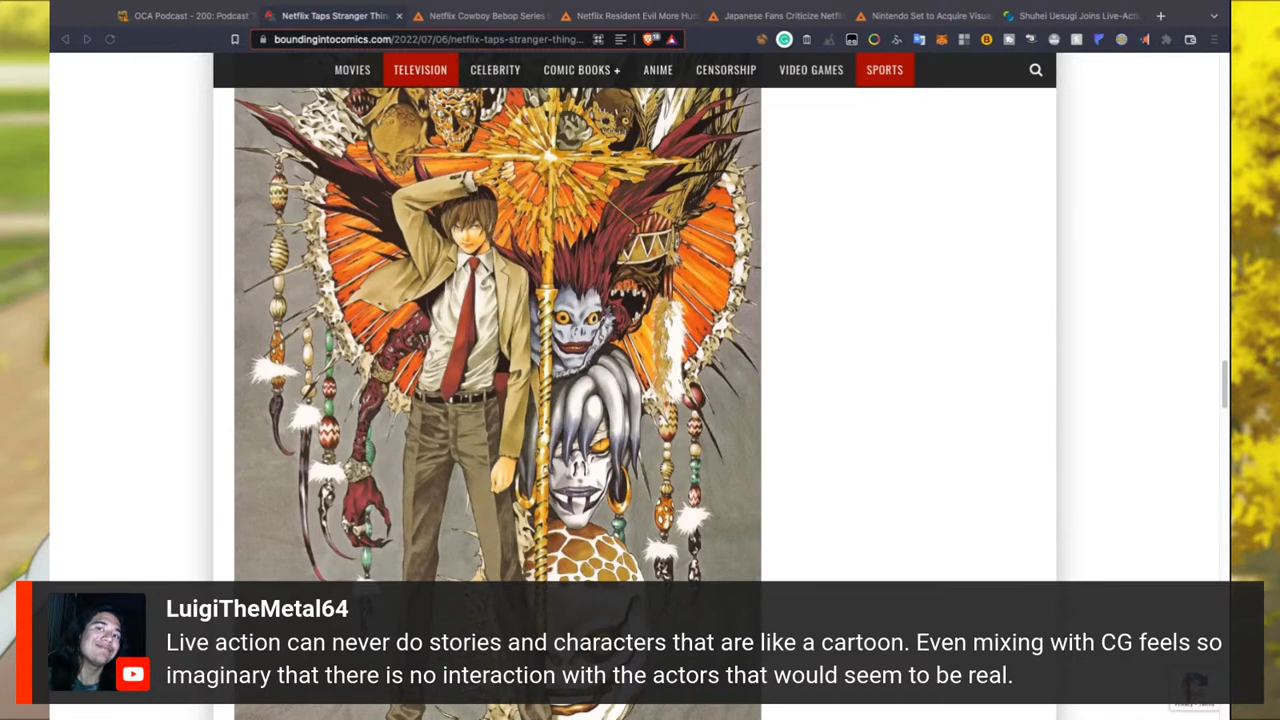 OCA Podcast - 200: Podcast T
Netflix Taps Stranger Thin
Netflix Cowboy Bebop Series
Netflix Resident Evil More Hu
Japanese Fans Criticize Netfli
Nintendo Set to Acquire Visua
Shuhei Uesugi Joins Live-Acti
boundingintocomics.com/2022/07/06/netflix-taps-stranger-thing...
MOVIES TELEVISION CELEBRITY COMIC BOOKS + ANIME CENSORSHIP VIDEO GAMES SPORTS
LuigiTheMetal64
Live action can never do stories and characters that are like a cartoon. Even mixing with CG feels so
imaginary that there is no interaction with the actors that would seem to be real.
Privacy - Terms